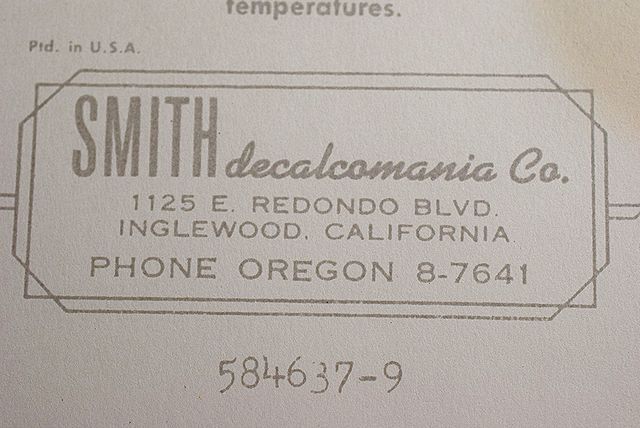 temperatures.
Ptd. in U.S.A.
SMITH decalcomania Co.
1125 E. REDONDO BLVD.
INGLEWOOD, CALIFORNIA
PHONE OREGON 8-7641
584637-9